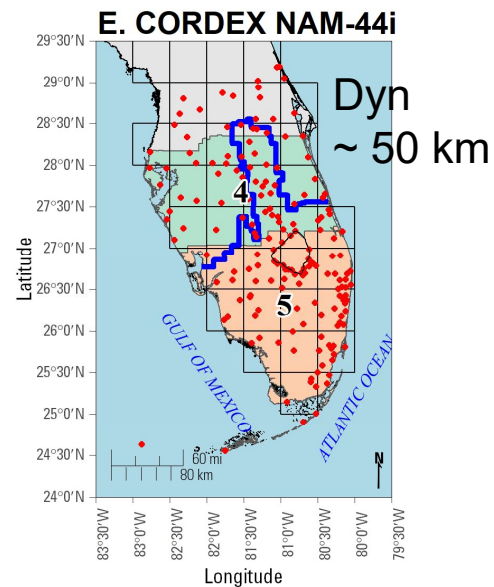 E. CORDEX NAM-44i
29°30'N
29°0'N
28°30'N
28°0'N
27°30'N
27°0'N
26°30'N
26°0'N
25°30'N
25°0'N
24°30'N
24°0'N
Latitude
Dyn
~ 50 km
4
5
GULF OF MEXICO
ATLANTIC OCEAN
60 mi
80 km
N
83°30'W
83°0'W
82°30'W
82°0'W
81°30'W
81°0'W
80°30'W
80°0'W
79°30'W
Longitude